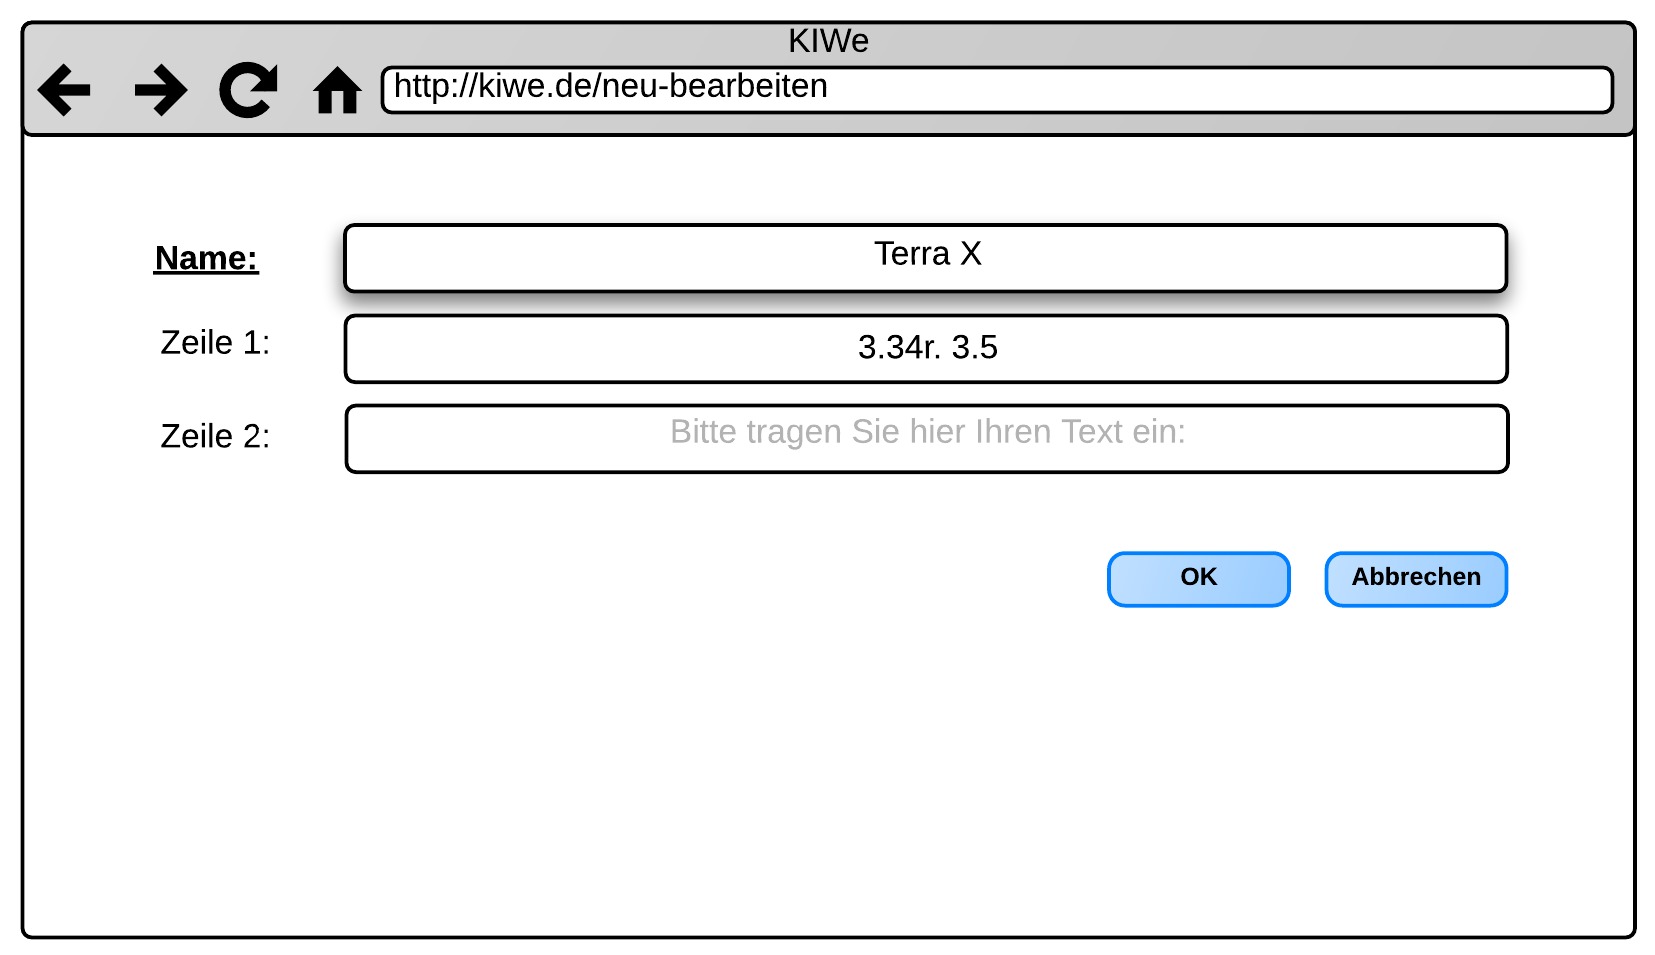 KIWe
http://kiwe.de/neu-bearbeiten
Name:
Terra X
Zeile 1:
3.34r. 3.5
Zeile 2:
Bitte tragen Sie hier Ihren Text ein:
OK
Abbrechen